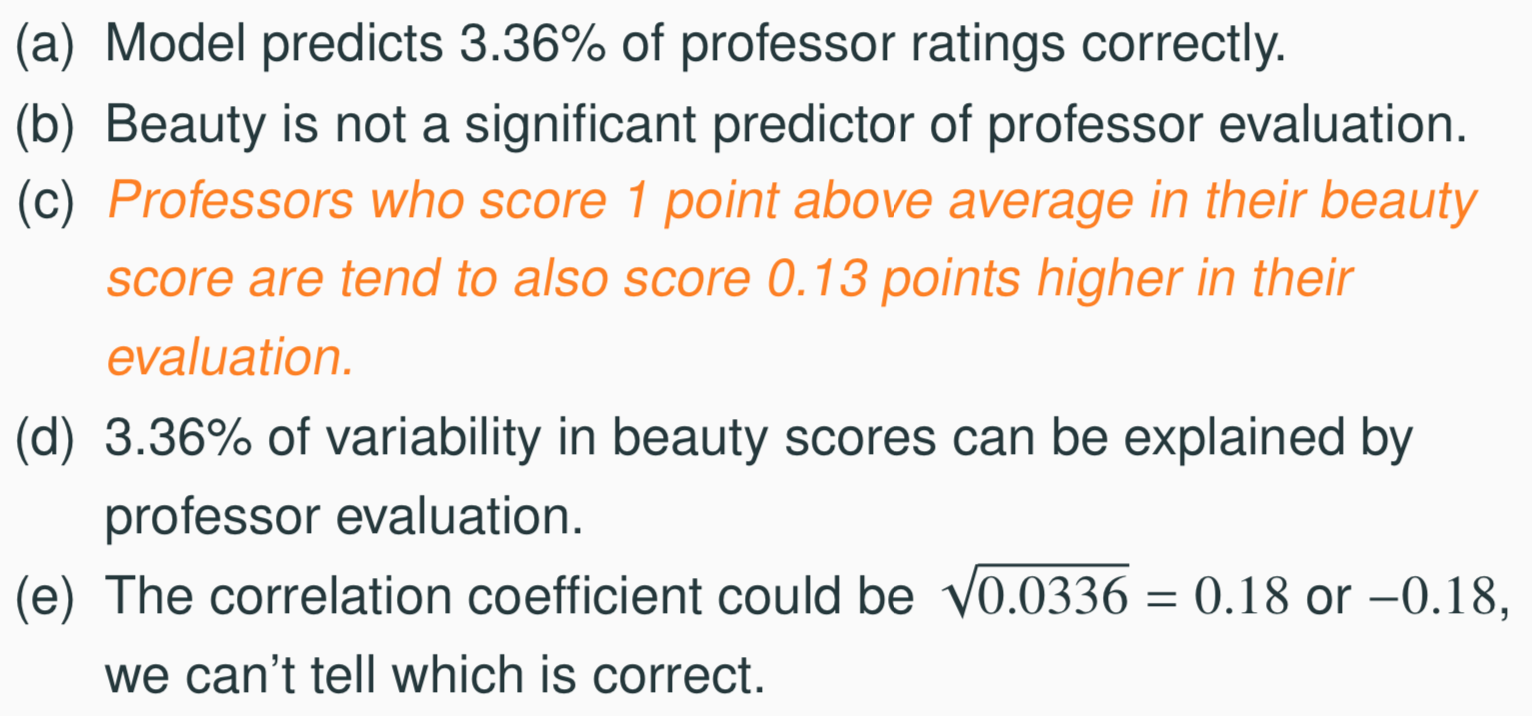 (a) Model predicts 3.36% of professor ratings correctly.
(b) Beauty is not a significant predictor of professor evaluation.
(c) Professors who score 1 point above average in their beauty
score are tend to also score 0.13 points higher in their
evaluation.
(d) 3.36% of variability in beauty scores can be explained by
professor evaluation.
(e) The correlation coefficient could be √0.0336 = 0.18 or −0.18,
we can't tell which is correct.